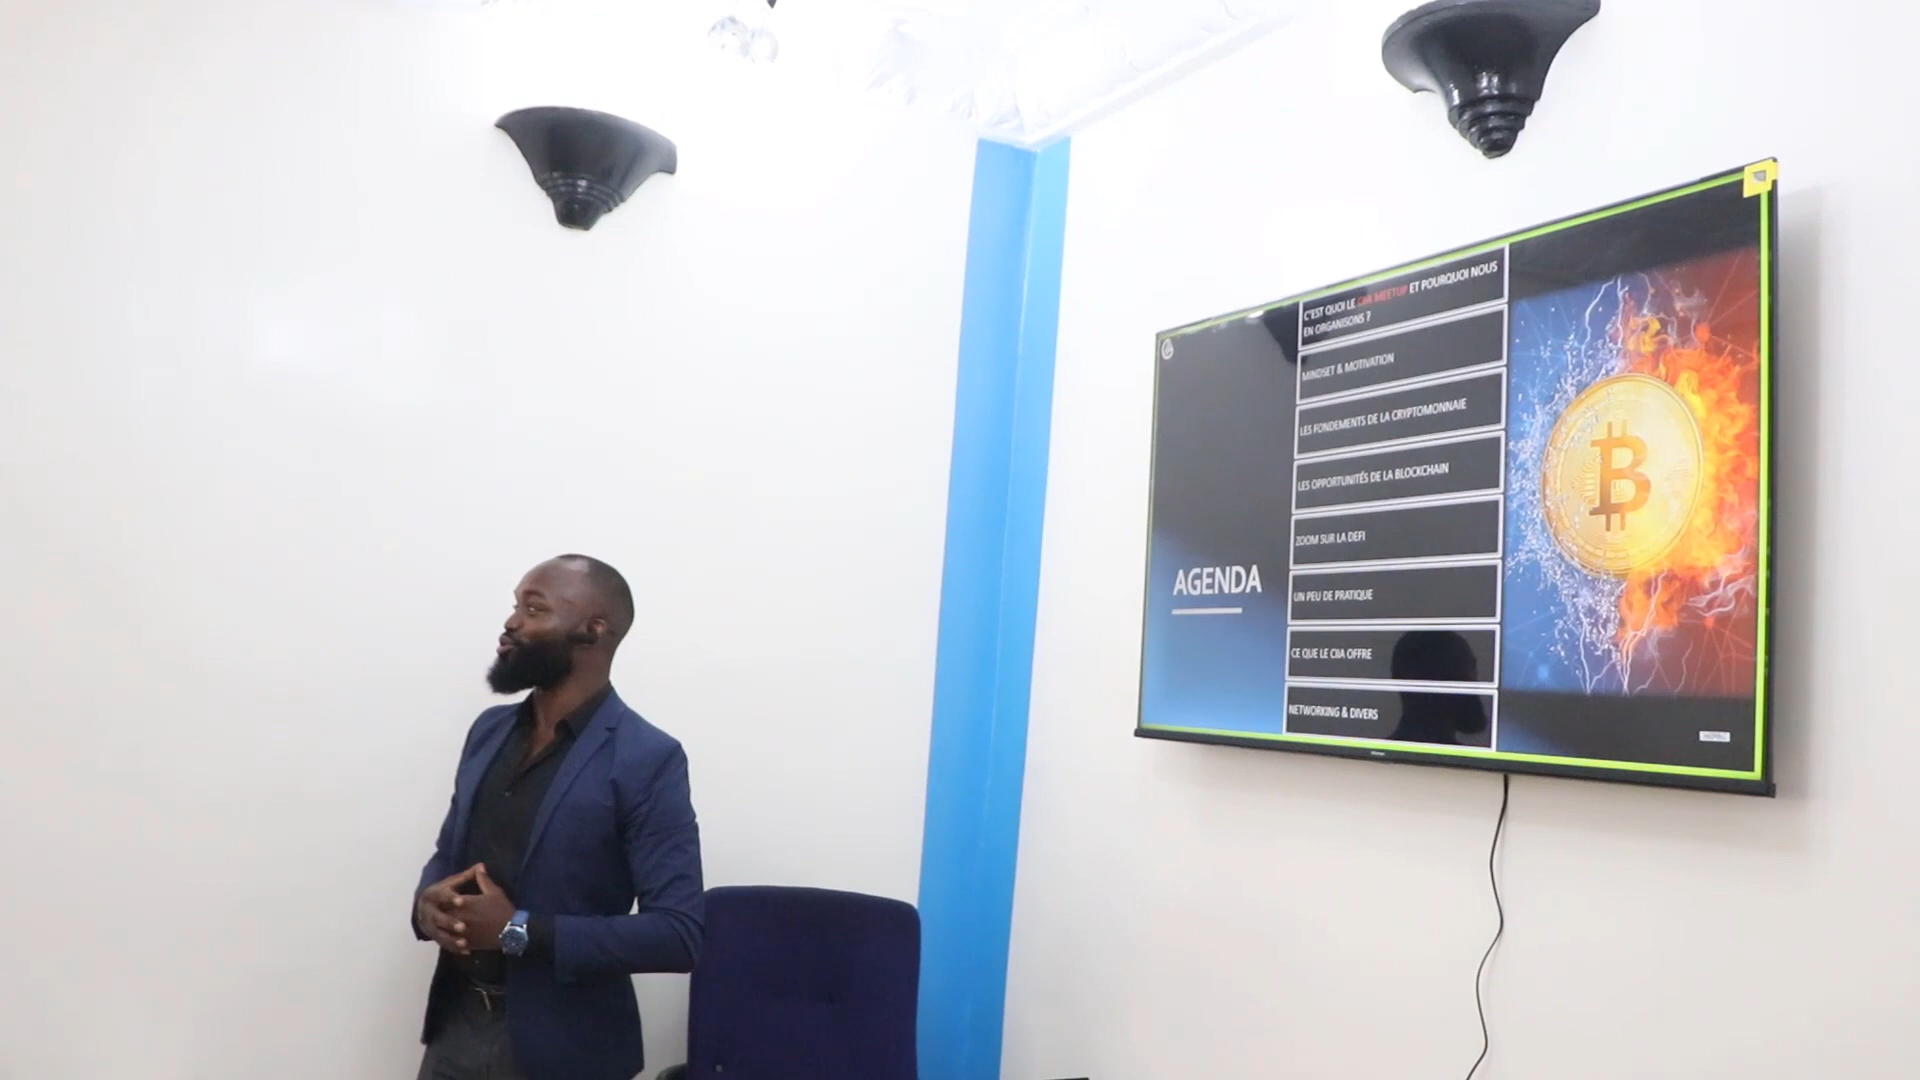 AGENDA
C'EST QUOI LE CIIA MEETUP ET POURQUOI NOUS
EN ORGANISONS ?
MINDSET & MOTIVATION
LES FONDEMENTS DE LA CRYPTOMONNAIE
LES OPPORTUNITÉS DE LA BLOCKCHAIN
ZOOM SUR LA DEFI
UN PEU DE PRATIQUE
CE QUE LE CIIA OFFRE
NETWORKING & DIVERS